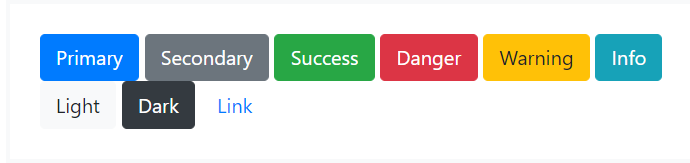 Primary Secondary Success Danger Warning Info
Light Dark Link